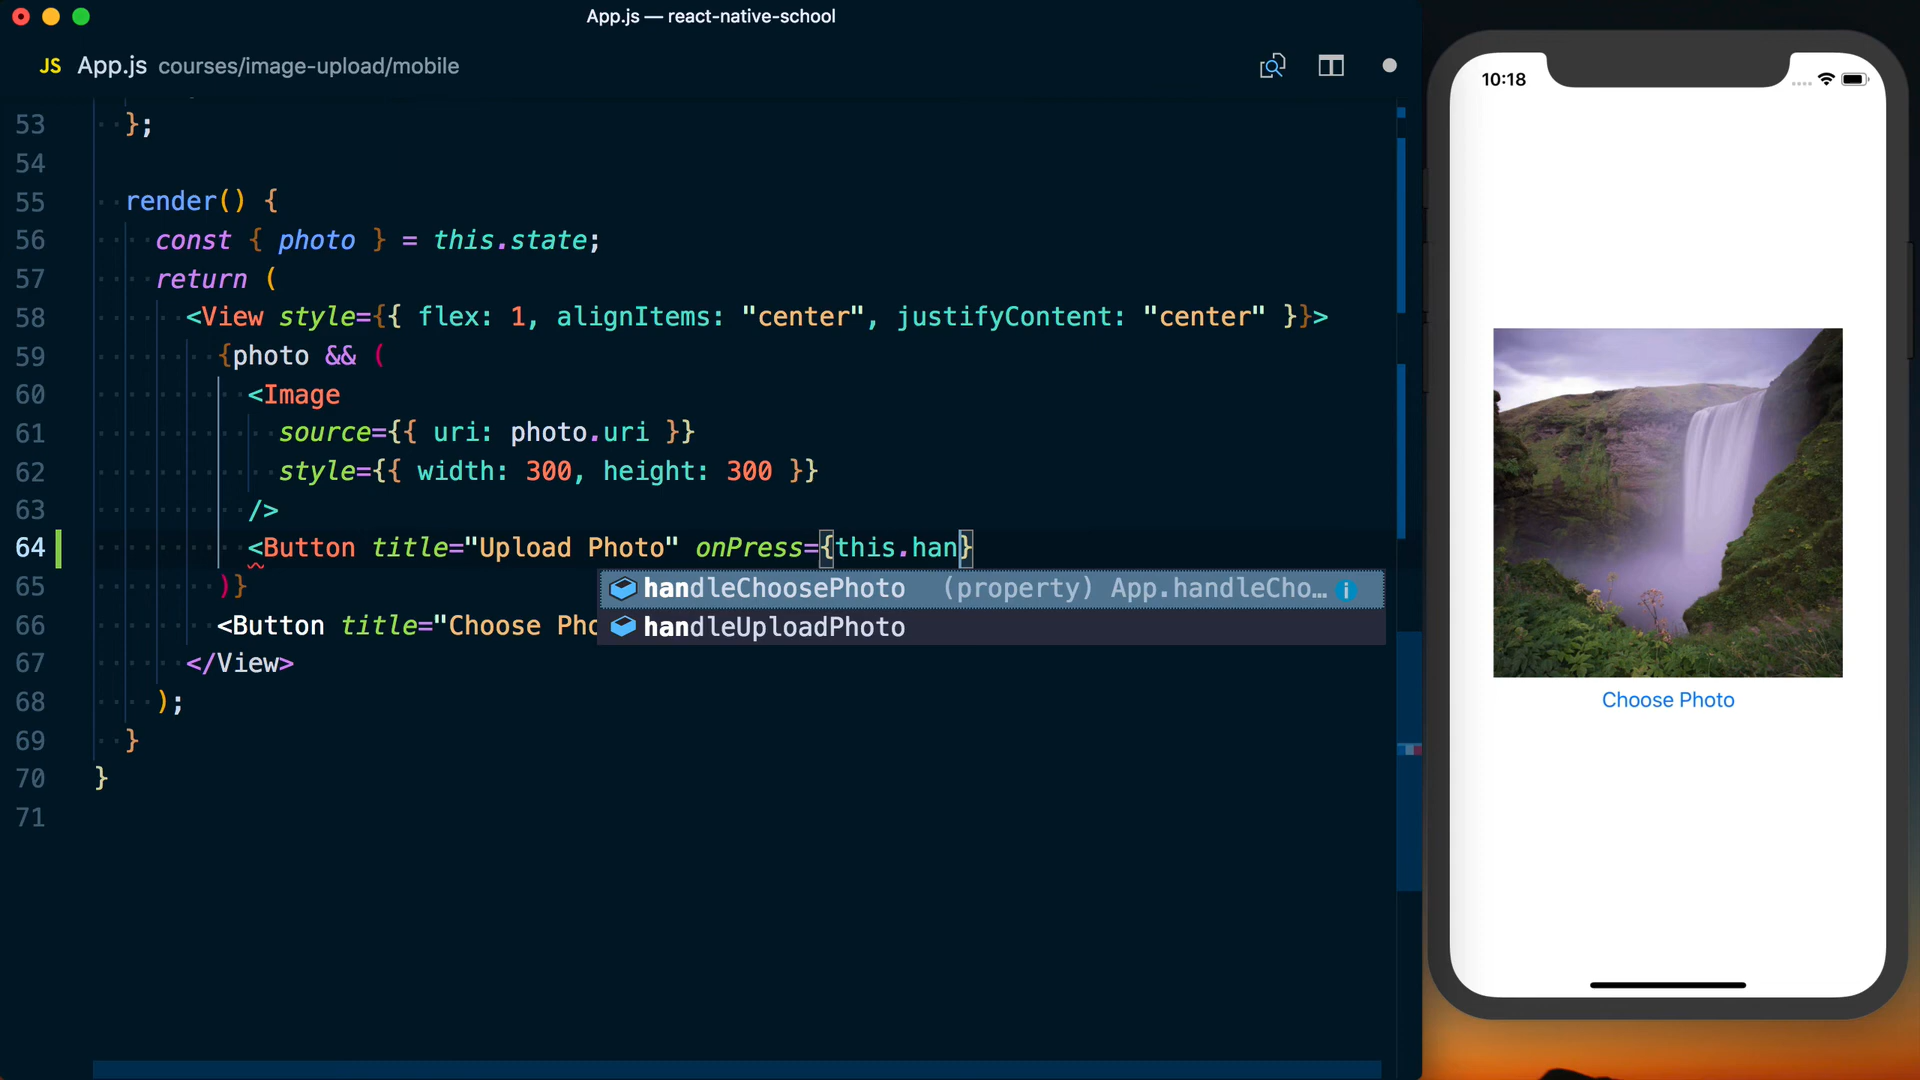 App.js — react-native-school
JS App.js courses/image-upload/mobile
53 };
54
55 render() {
56 const { photo } = this.state;
57 return (
58 <View style={{ flex: 1, alignItems: "center", justifyContent: "center" }}>
59 {photo && (
60 <Image
61 source={{ uri: photo.uri }}
62 style={{ width: 300, height: 300 }}
63 />
64 <Button title="Upload Photo" onPress={this.han}
65 )}
handleChoosePhoto (property) App.handleCho… i
66 <Button title="Choose Pho
handleUploadPhoto
67 </View>
68 );
69 }
70 }
71
10:18
Choose Photo